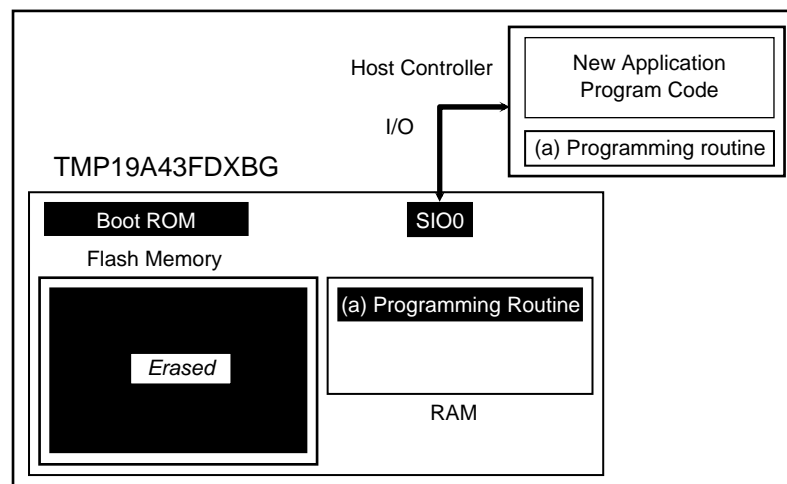 Host Controller
New Application
Program Code
I/O
(a) Programming routine
TMP19A43FDXBG
Boot ROM
SIO0
Flash Memory
(a) Programming Routine
Erased
RAM